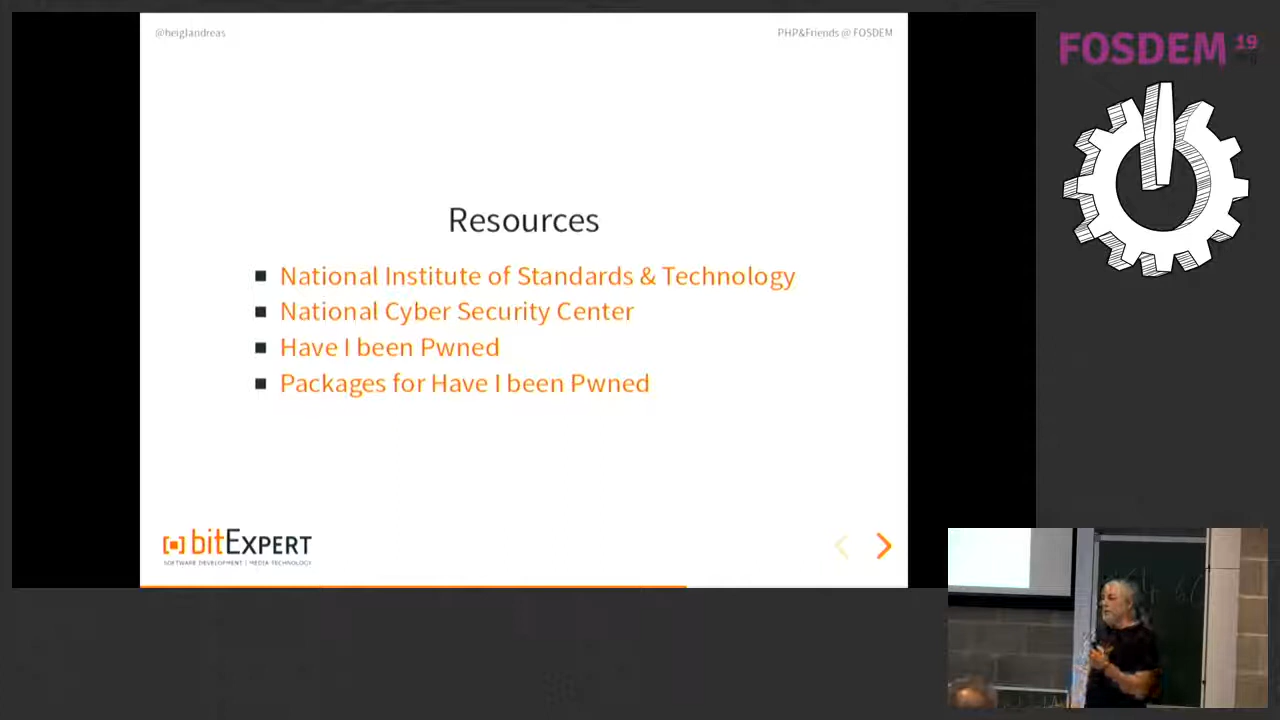 @heiglandreas
PHP&Friends @ FOSDEM
FOSDEM 19
Resources
National Institute of Standards & Technology
National Cyber Security Center
Have I been Pwned
Packages for Have I been Pwned
bitExpert
SOFTWARE DEVELOPMENT | MEDIA TECHNOLOGY